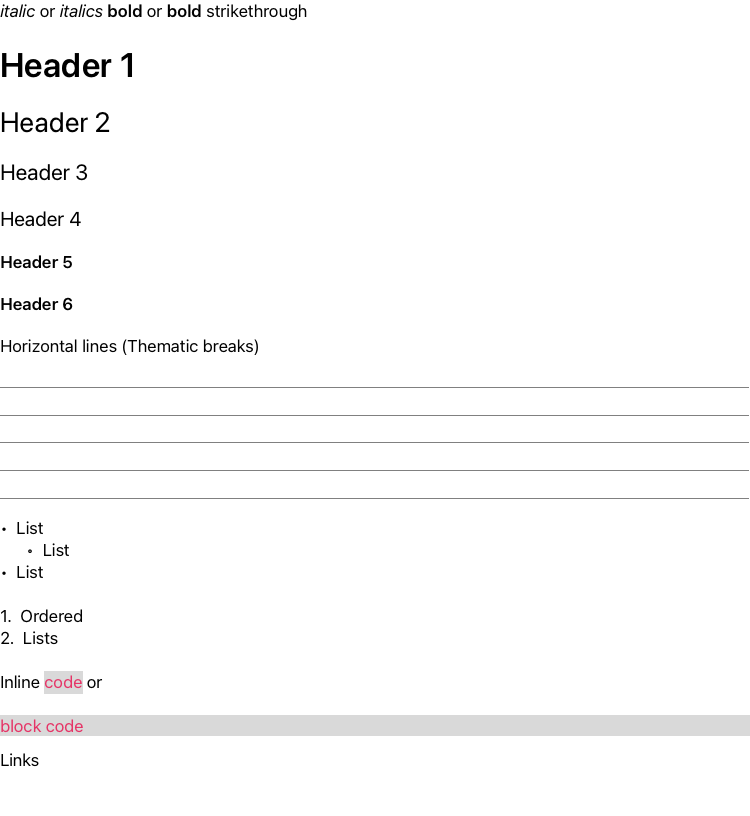 italic or italics bold or bold strikethrough
Header 1
Header 2
Header 3
Header 4
Header 5
Header 6
Horizontal lines (Thematic breaks)
• List
◦ List
• List
1. Ordered
2. Lists
Inline code or
block code
Links